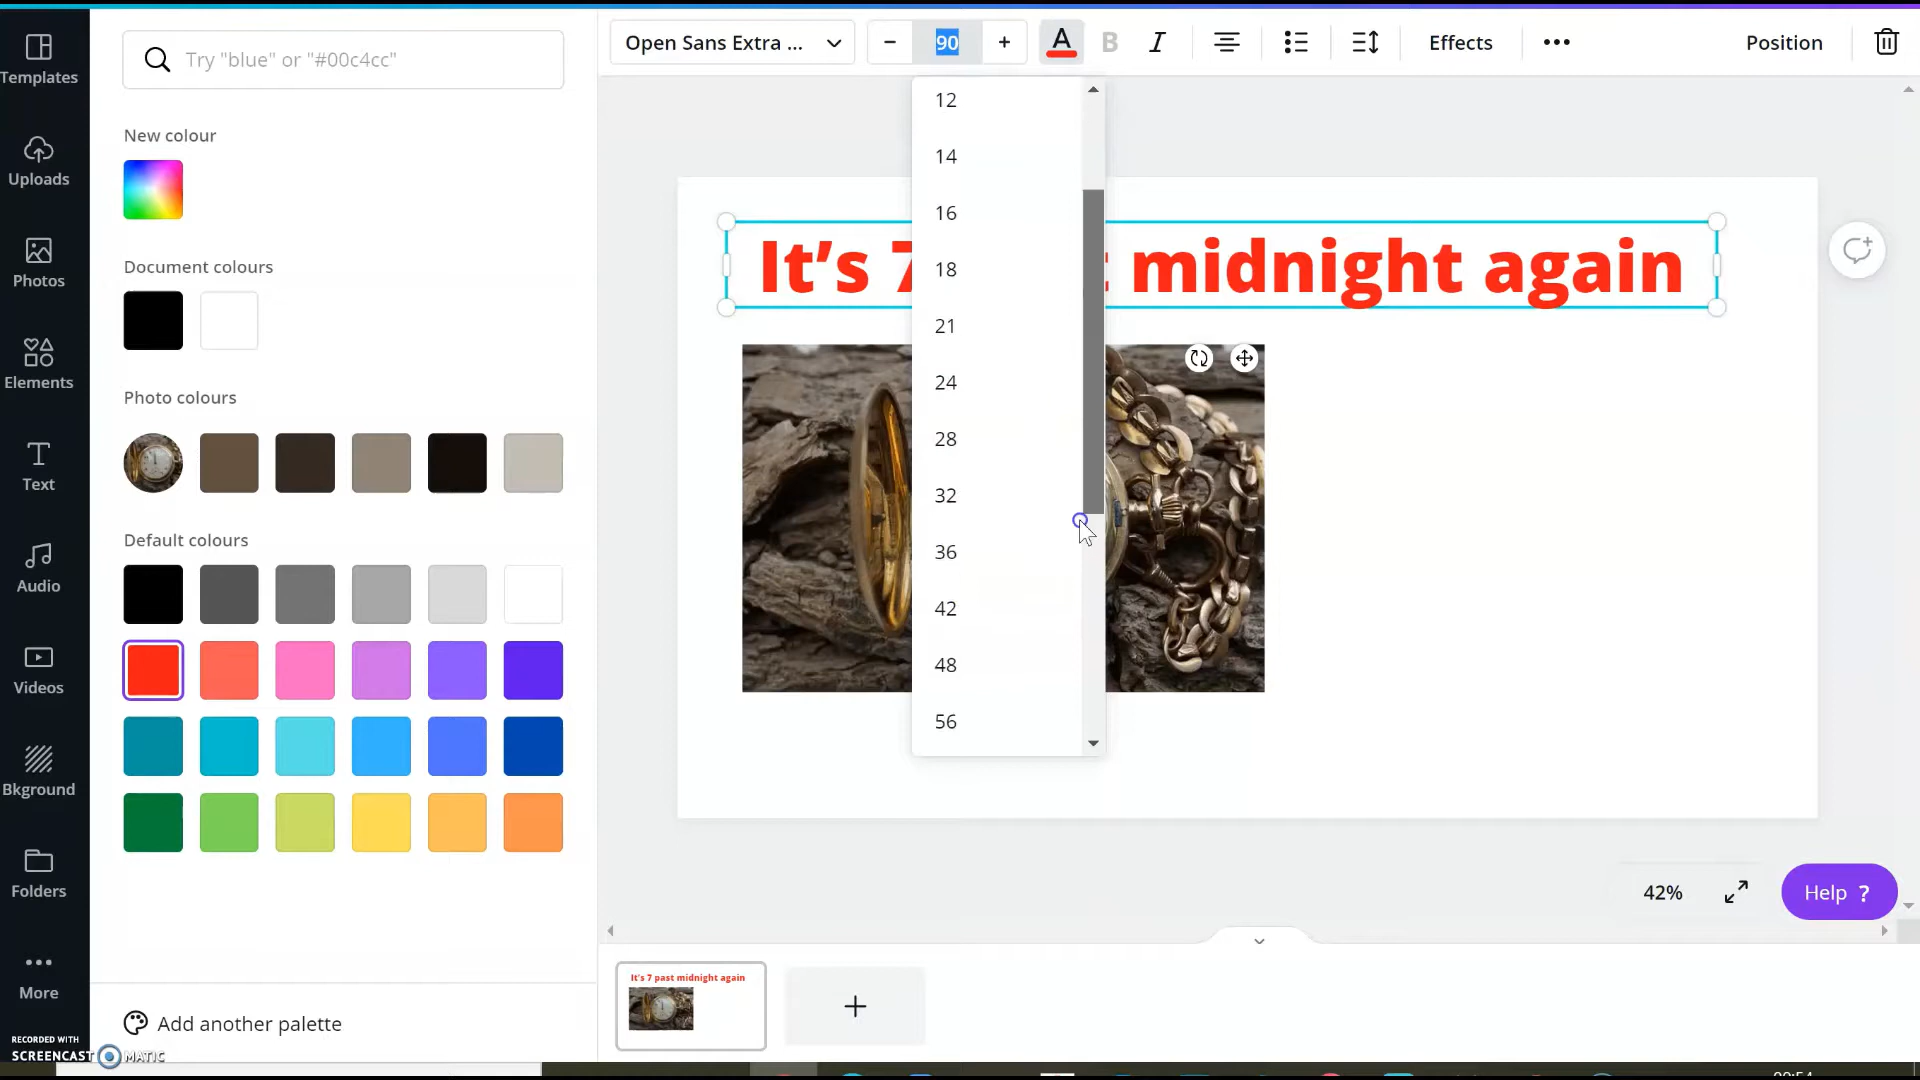 Templates
Uploads
Photos
Elements
Text
Audio
Videos
Bkground
Folders
More
RECORDED WITH
SCREENCAST MATIC
Try "blue" or "#00c4cc"
New colour
Document colours
Photo colours
Default colours
Add another palette
Open Sans Extra ...
− 90 +
A B I
Effects
Position
12
14
16
18
21
24
28
32
36
42
48
56
It’s 7
midnight again
42%
Help ?
It's 7 past midnight again
+